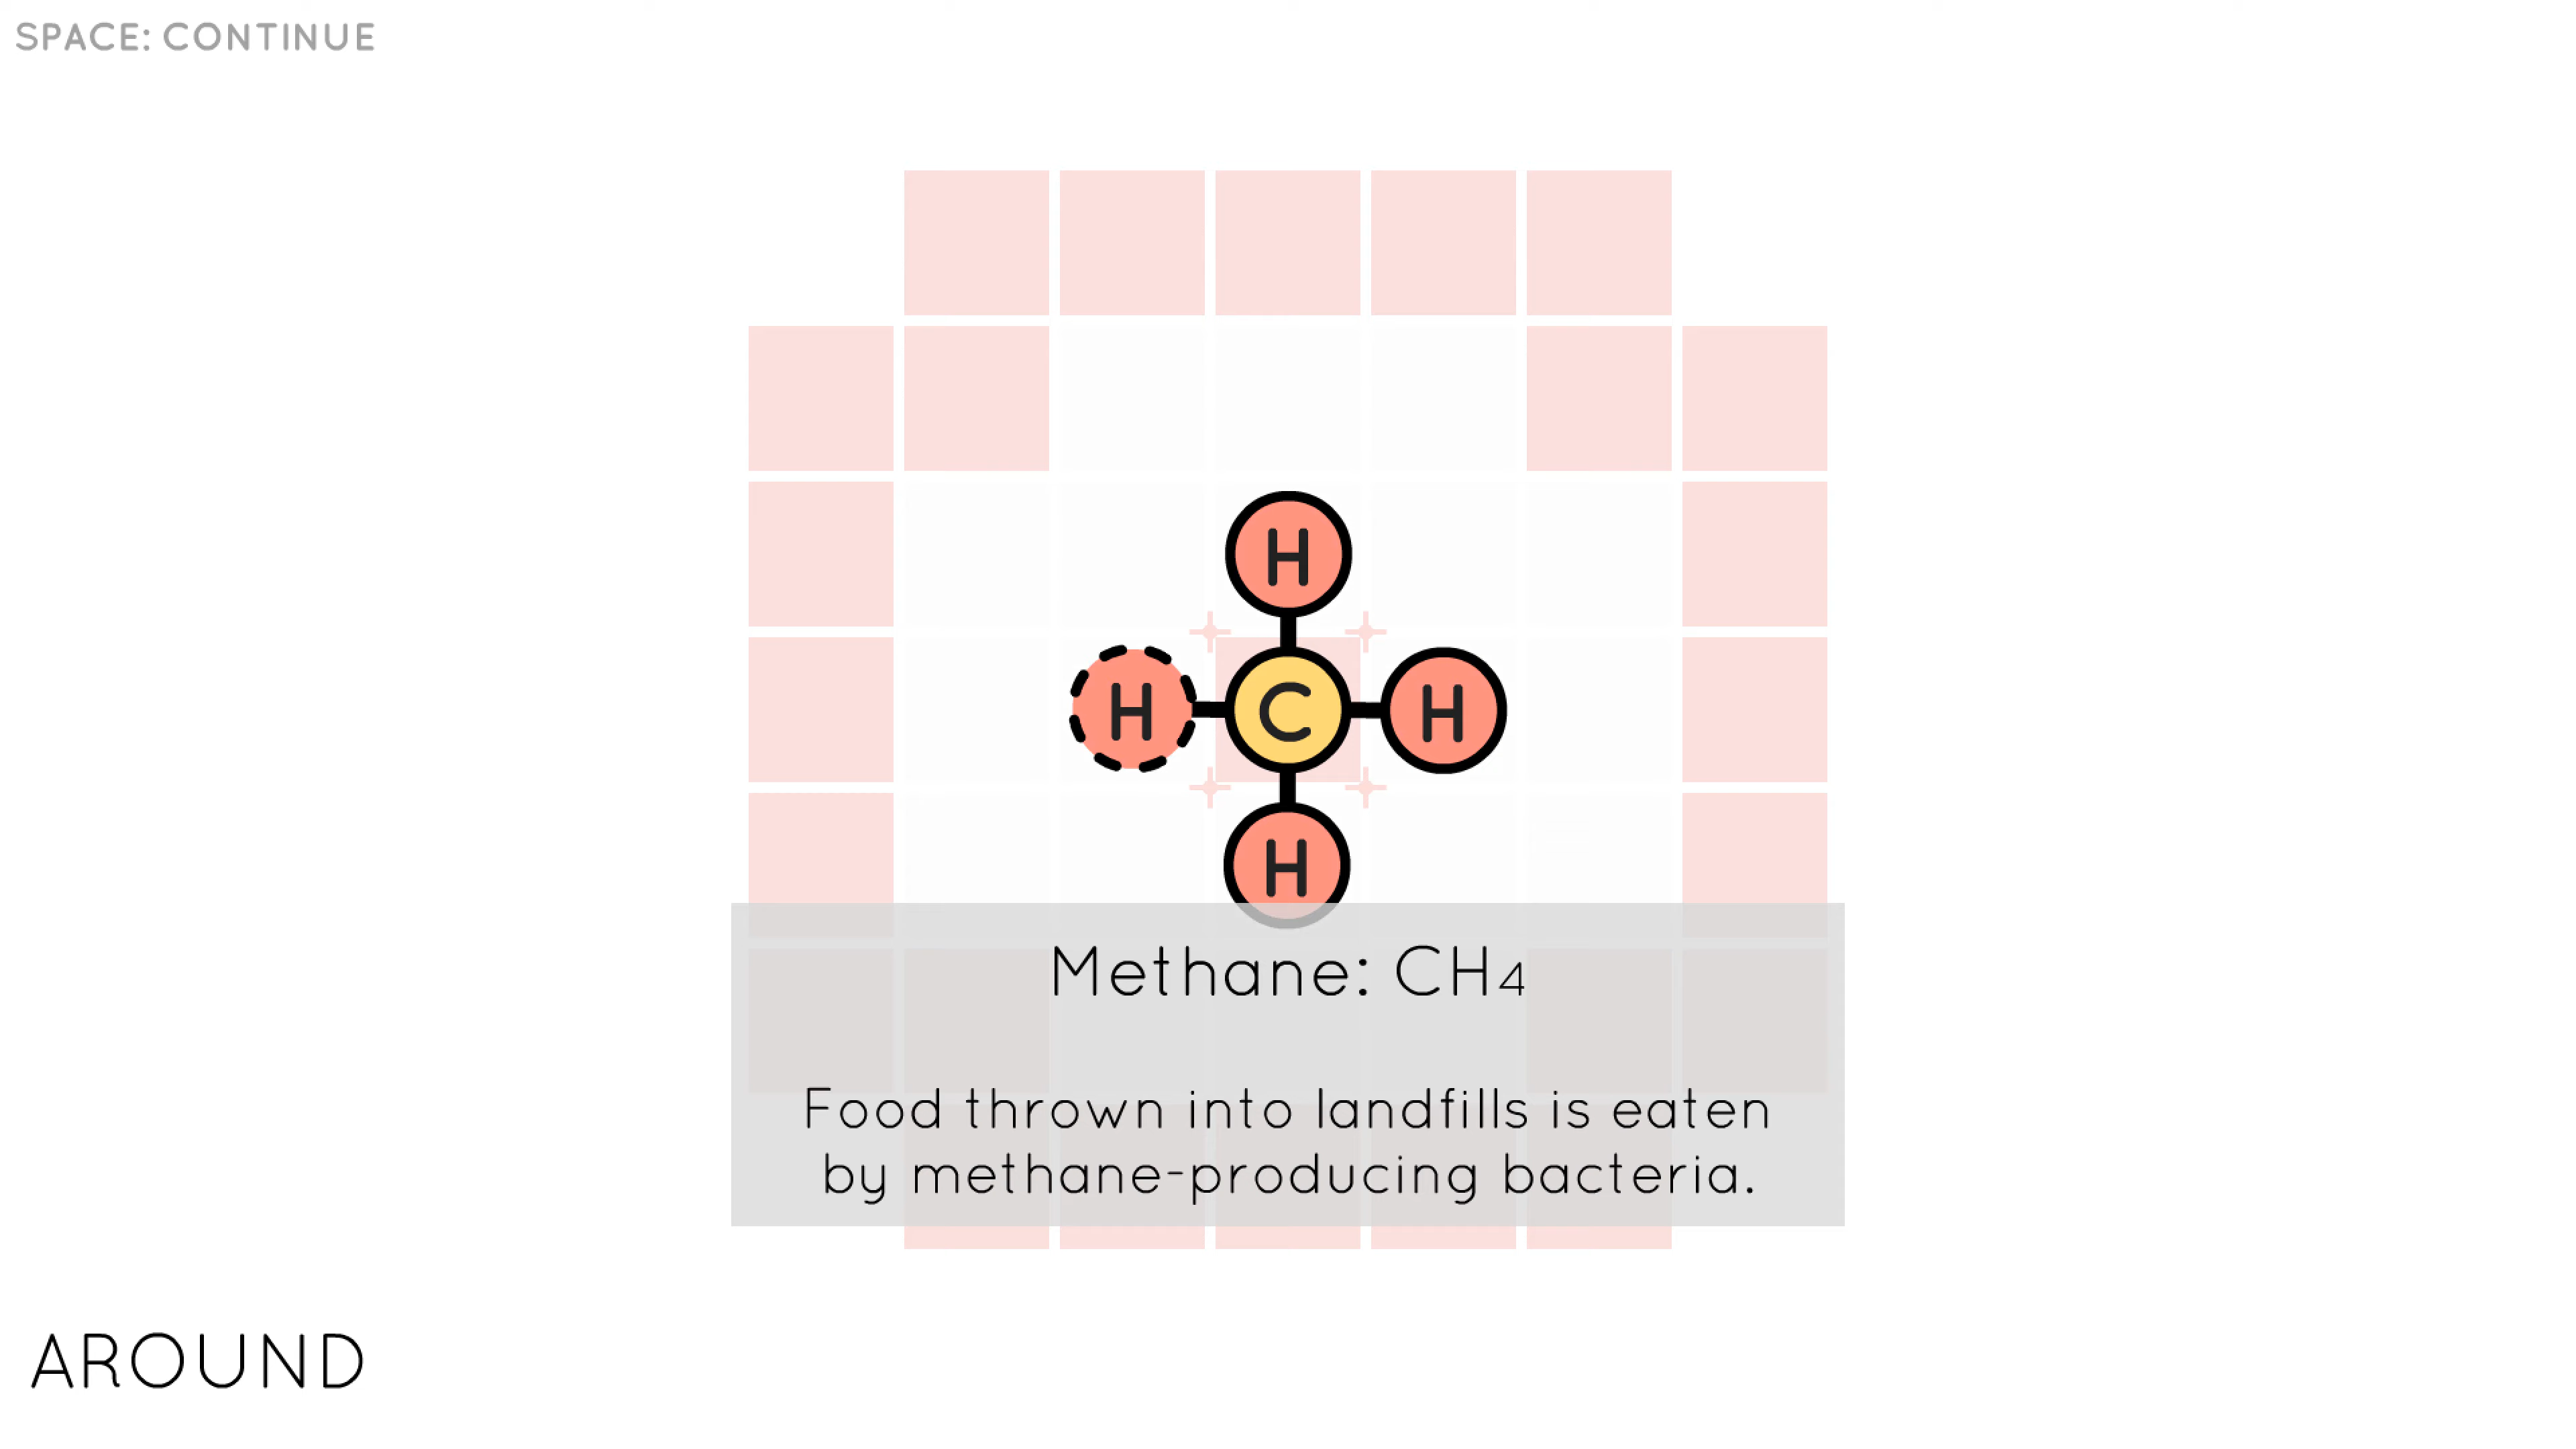 SPACE: CONTINUE
H
H C H
H
Methane: CH₄
Food thrown into landfills is eaten
by methane-producing bacteria.
AROUND